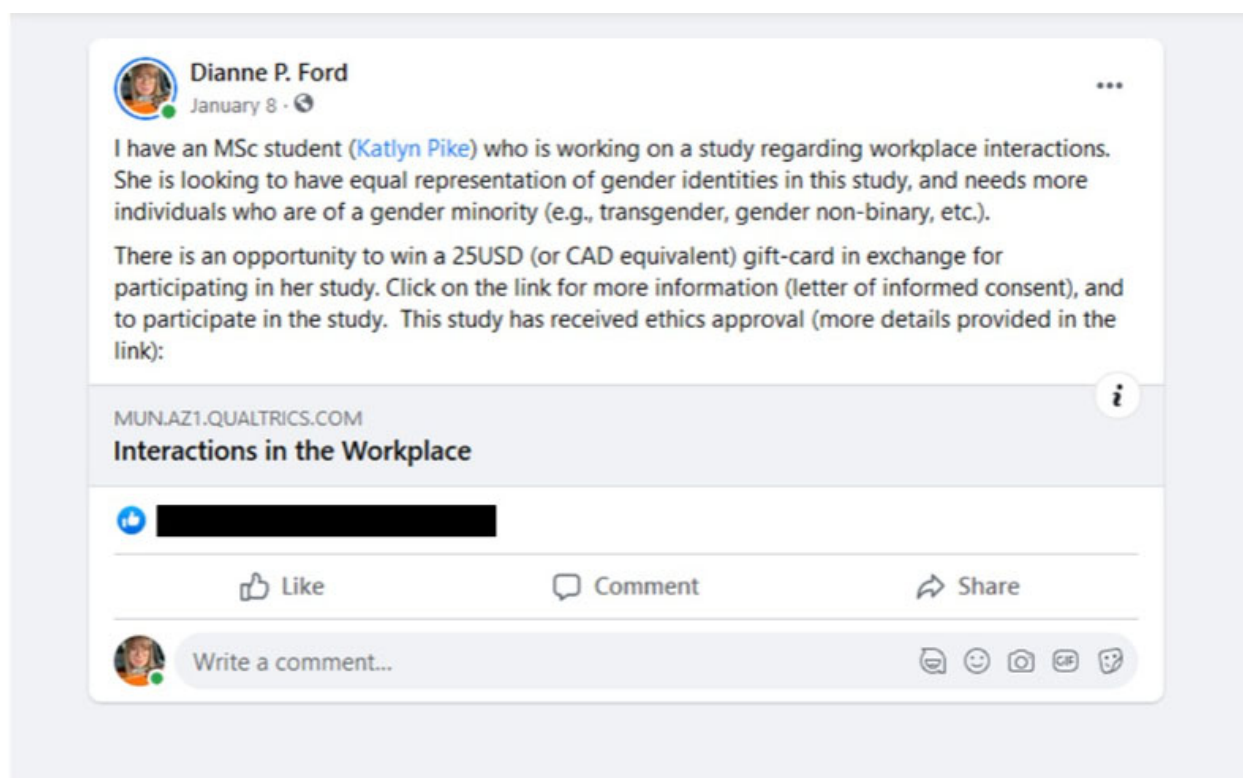 Dianne P. Ford
January 8 ·
I have an MSc student (Katlyn Pike) who is working on a study regarding workplace interactions.
She is looking to have equal representation of gender identities in this study, and needs more
individuals who are of a gender minority (e.g., transgender, gender non-binary, etc.).
There is an opportunity to win a 25USD (or CAD equivalent) gift-card in exchange for
participating in her study. Click on the link for more information (letter of informed consent), and
to participate in the study. This study has received ethics approval (more details provided in the
link):
i
MUN.AZ1.QUALTRICS.COM
Interactions in the Workplace
Like Comment Share
Write a comment... GIF